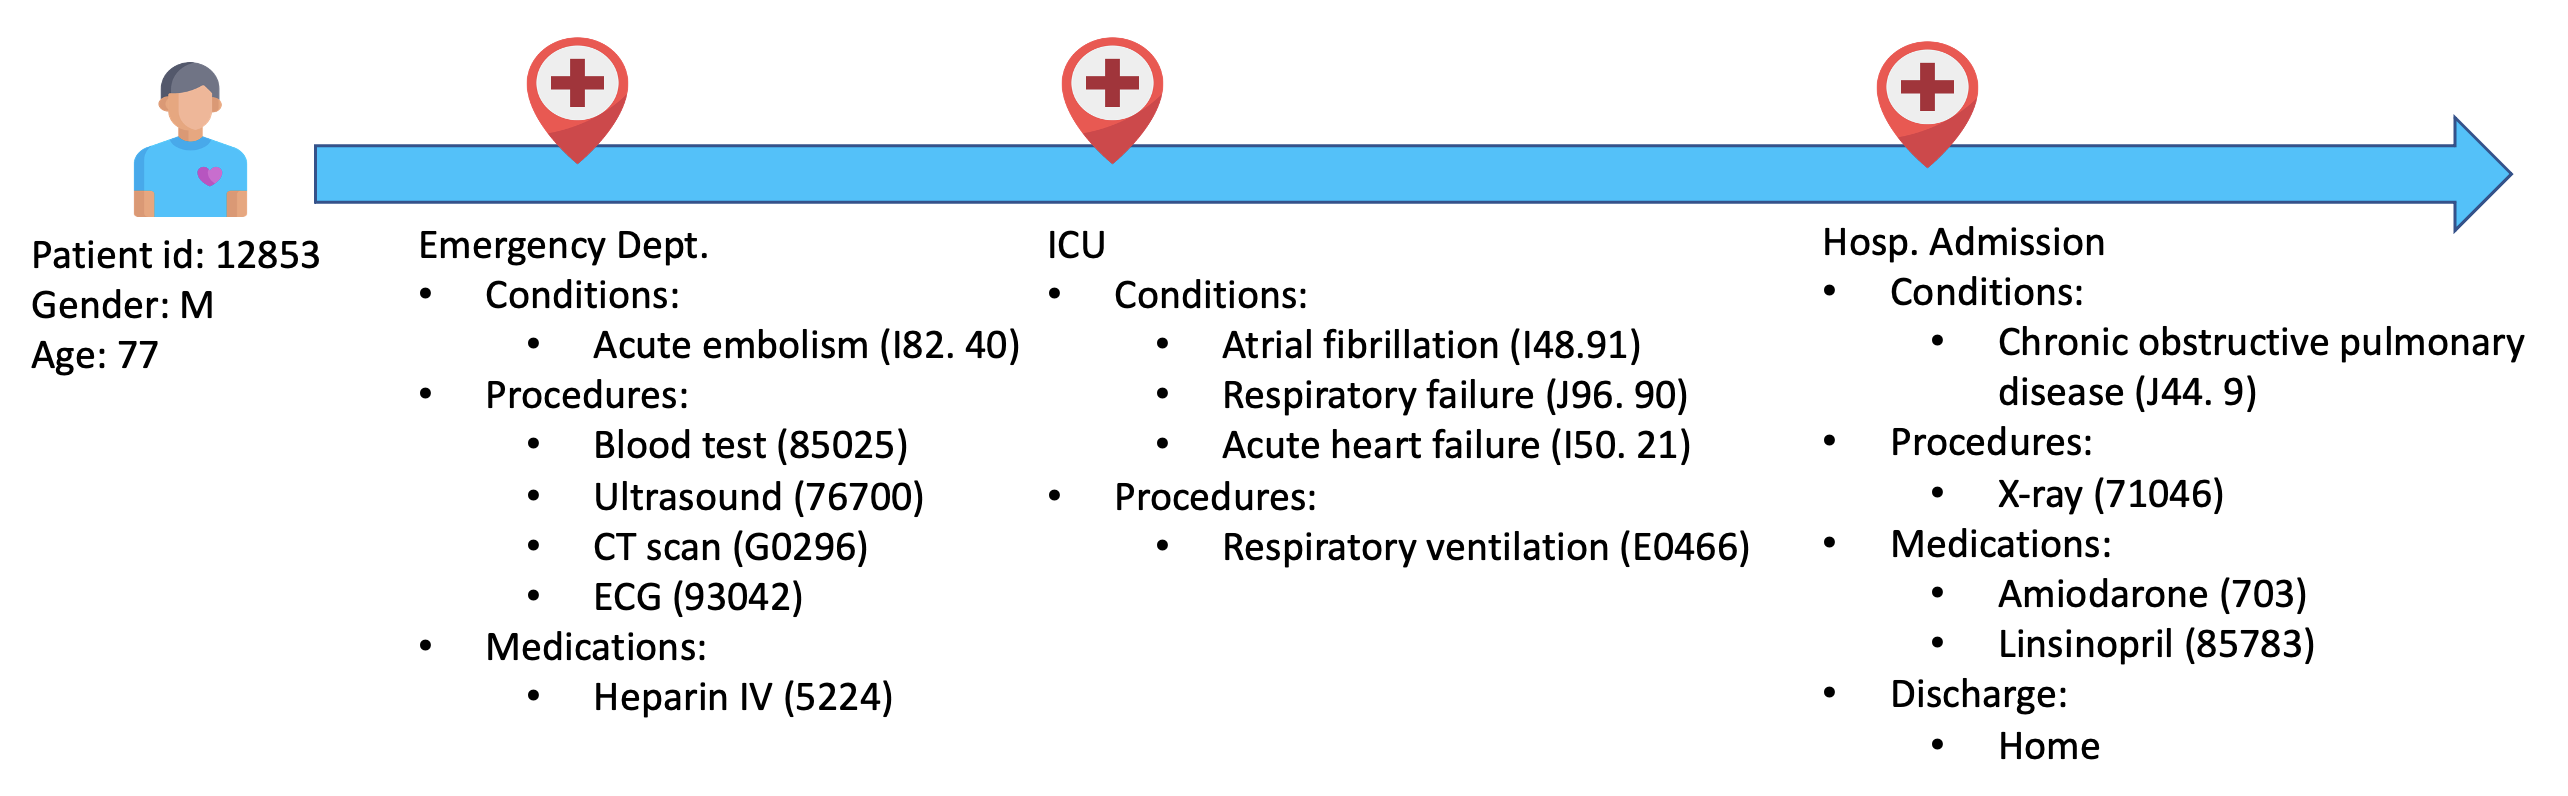 Patient id: 12853
Gender: M
Age: 77
Emergency Dept.
• Conditions:
• Acute embolism (I82. 40)
• Procedures:
• Blood test (85025)
• Ultrasound (76700)
• CT scan (G0296)
• ECG (93042)
• Medications:
• Heparin IV (5224)
ICU
• Conditions:
• Atrial fibrillation (I48.91)
• Respiratory failure (J96. 90)
• Acute heart failure (I50. 21)
• Procedures:
• Respiratory ventilation (E0466)
Hosp. Admission
• Conditions:
• Chronic obstructive pulmonary
disease (J44. 9)
• Procedures:
• X-ray (71046)
• Medications:
• Amiodarone (703)
• Linsinopril (85783)
• Discharge:
• Home